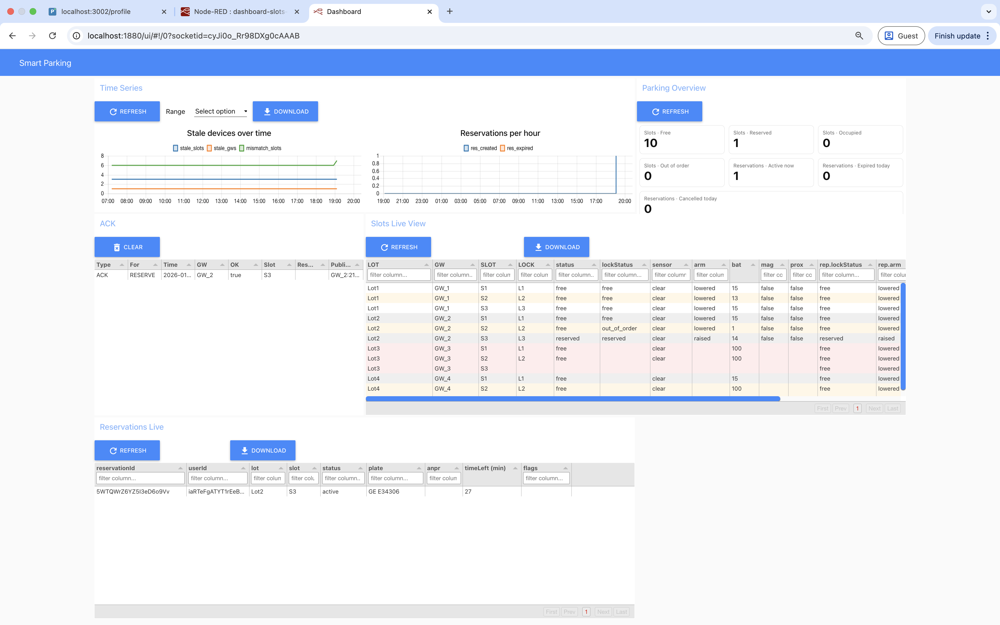 localhost:3002/profile
Node-RED : dashboard-slots-
Dashboard
localhost:1880/ui/#!/0?socketid=cyJi0o_Rr98DXg0cAAAB
Guest
Finish update
Smart Parking
Time Series
REFRESH
Range
Select option
DOWNLOAD
Stale devices over time
stale_slots stale_gws mismatch_slots
8
6
4
2
0
07:00 08:00 09:00 10:00 11:00 12:00 13:00 14:00 15:00 16:00 17:00 18:00 19:00 20:00
Reservations per hour
res_created res_expired
1
0.8
0.6
0.4
0.2
0
19:00 21:00 23:00 01:00 03:00 05:00 07:00 09:00 11:00 13:00 15:00 17:00 20:00
Parking Overview
REFRESH
Slots · Free
10
Slots · Reserved
1
Slots · Occupied
0
Slots · Out of order
0
Reservations · Active now
1
Reservations · Expired today
0
Reservations · Cancelled today
0
ACK
CLEAR
Type For Time GW OK Slot Res... Publi...
ACK RESERVE 2026-01... GW_2 true S3 GW_2:21...
Slots Live View
REFRESH
DOWNLOAD
LOT GW SLOT LOCK status lockStatus sensor arm bat mag prox rep.lockStatus rep.arm
filter column... filter column.. filter colum filter colum filter column.. filter column... filter column filter colum filter co filter co filter column... filter colu
Lot1 GW_1 S1 L1 free free clear lowered 15 false false free lowered
Lot1 GW_1 S2 L2 free free clear lowered 13 false false free lowered
Lot1 GW_1 S3 L3 free free clear lowered 15 false false free lowered
Lot2 GW_2 S1 L1 free free clear lowered 15 false false free lowered
Lot2 GW_2 S2 L2 free out_of_order clear lowered 1 false false free lowered
Lot2 GW_2 S3 L3 reserved reserved clear raised 14 false false reserved raised
Lot3 GW_3 S1 L1 free clear 100 free lowered
Lot3 GW_3 S2 L2 free clear 100 free lowered
Lot3 GW_3 S3 free lowered
Lot4 GW_4 S1 L1 free clear 15 free lowered
Lot4 GW_4 S2 L2 free clear 100 free lowered
First Prev 1 Next Last
Reservations Live
REFRESH
DOWNLOAD
reservationId userId lot slot status plate anpr timeLeft (min) flags
filter column... filter column... filter colum filter colu filter column.. filter column... filter colum filter column...
5WTQWrZ6YZ5I3eD6o9Vv iaRTeFgATYT1rEeB... Lot2 S3 active GE E34306 27
First Prev 1 Next Last